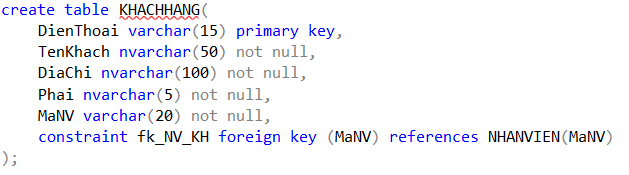 create table KHACHHANG(
DienThoai varchar(15) primary key,
TenKhach nvarchar(50) not null,
DiaChi nvarchar(100) not null,
Phai nvarchar(5) not null,
MaNV varchar(20) not null,
constraint fk_NV_KH foreign key (MaNV) references NHANVIEN(MaNV)
);